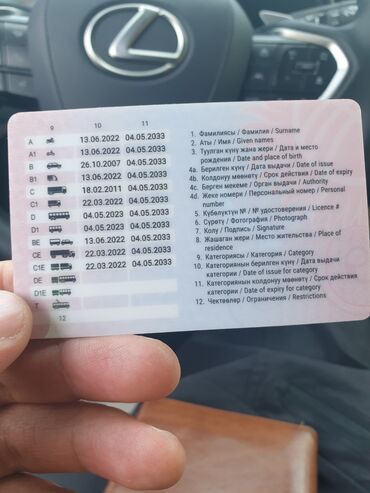 9 10 11
A 13.06.2022 04.05.2033
A1 13.06.2022 04.05.2033
B 26.10.2007 04.05.2033
B1 13.06.2022 04.05.2033
C 18.02.2011 04.05.2033
C1 22.03.2022 04.05.2033
D 04.05.2023 04.05.2033
D1 04.05.2023 04.05.2033
BE 13.06.2022 04.05.2033
CE 22.03.2022 04.05.2033
C1E 22.03.2022 04.05.2033
DE
D1E
T
12
1. Фамилиясы / Фамилия / Surname
2. Аты / Имя / Given names
3. Туулган күнү жана жери / Дата и место
рождения / Date and place of birth
4a. Берилген күнү / Дата выдачи / Date of issue
4b. Колдонуу мөөнөтү / Срок действия / Date of expiry
4c. Берген мекеме / Орган выдачи / Authority
4d. Жеке номери / Персональный номер / Personal
number
5. Күбөлүктүн № / № удостоверения / Licence #
6. Сүрөтү / Фотография / Photograph
7. Колу / Подпись / Signature
8. Жашаган жери / Место жительства / Place of
residence
9. Категориясы / Категория / Category
10. Категориянын берилген күнү / Дата выдачи
категории / Date of issue for category
11. Категориянын колдонуу мөөнөтү / Срок действия
категории / Date of expiry for category
12. Чектөөлөр / Ограничения / Restrictions